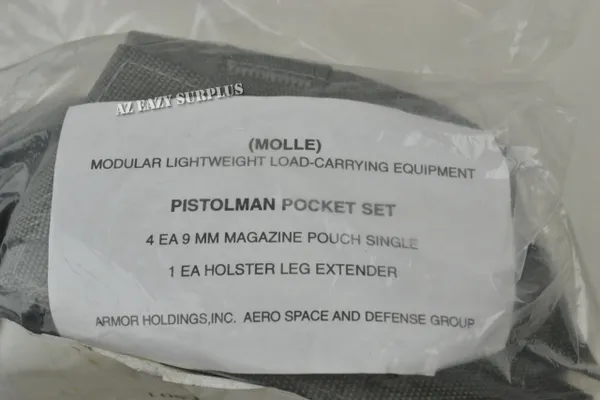 AZ EAZY SURPLUS
(MOLLE)
MODULAR LIGHTWEIGHT LOAD-CARRYING EQUIPMENT
PISTOLMAN POCKET SET
4 EA 9 MM MAGAZINE POUCH SINGLE
1 EA HOLSTER LEG EXTENDER
ARMOR HOLDINGS,INC. AERO SPACE AND DEFENSE GROUP